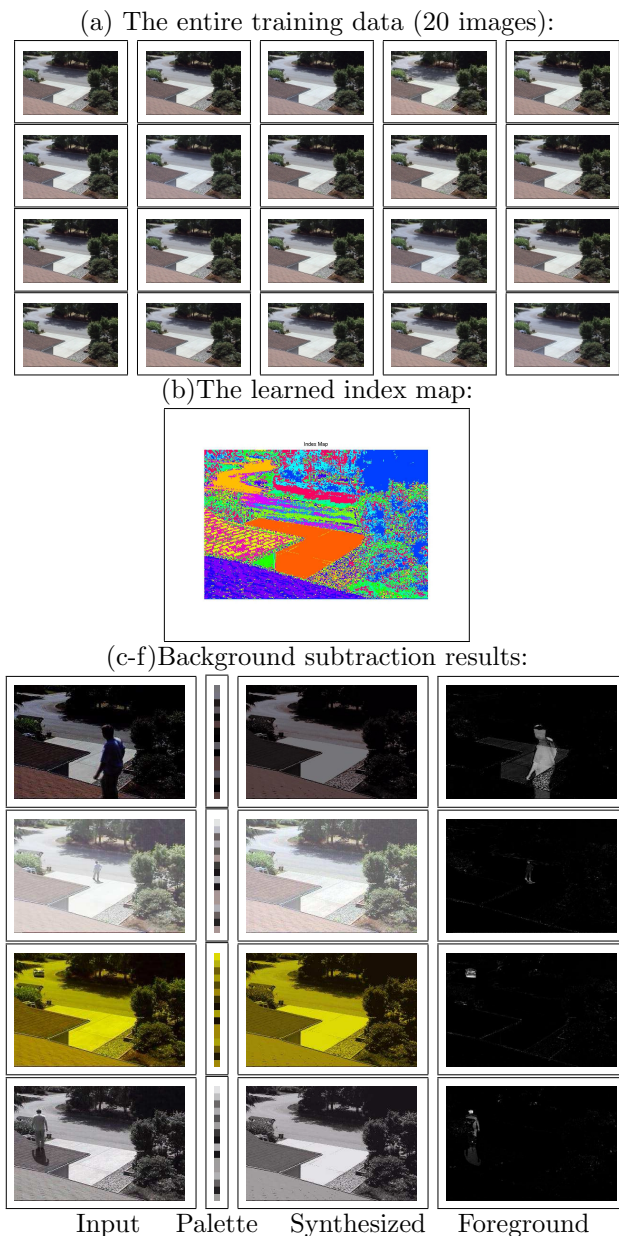 (a) The entire training data (20 images):
(b)The learned index map:
Index Map
(c-f)Background subtraction results:
Input Palette Synthesized Foreground